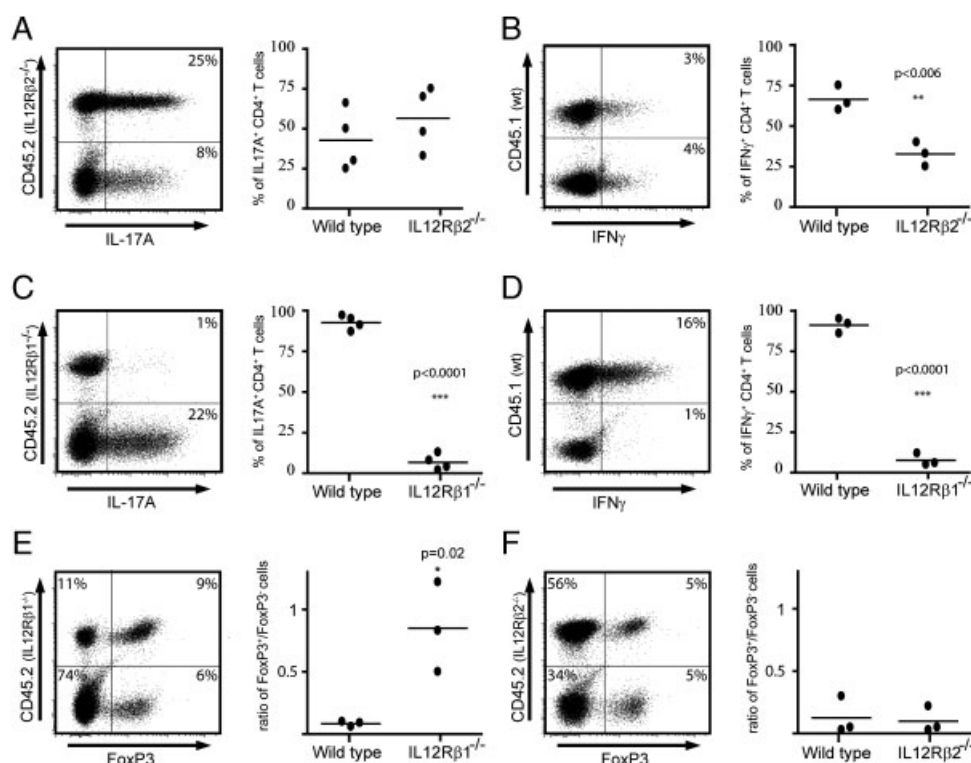 A
CD45.2 (IL12Rβ2⁻/⁻)
25%
8%
IL-17A
% of IL17A⁺ CD4⁺ T cells
100
75
50
25
0
Wild type
IL12Rβ2⁻/⁻
B
CD45.1 (wt)
3%
4%
IFNγ
% of IFNγ⁺ CD4⁺ T cells
100
75
50
25
0
p<0.006
**
Wild type
IL12Rβ2⁻/⁻
C
CD45.2 (IL12Rβ1⁻/⁻)
1%
22%
IL-17A
% of IL17A⁺ CD4⁺ T cells
100
75
50
25
0
p<0.0001
***
Wild type
IL12Rβ1⁻/⁻
D
CD45.1 (wt)
16%
1%
IFNγ
% of IFNγ⁺ CD4⁺ T cells
100
75
50
25
0
p<0.0001
***
Wild type
IL12Rβ1⁻/⁻
E
CD45.2 (IL12Rβ1⁻/⁻)
11%
9%
74%
6%
FoxP3
ratio of FoxP3⁺/FoxP3⁻ cells
1
0.5
p=0.02
*
Wild type
IL12Rβ1⁻/⁻
F
CD45.2 (IL12Rβ2⁻/⁻)
56%
5%
34%
5%
FoxP3
ratio of FoxP3⁺/FoxP3⁻ cells
1
0.5
Wild type
IL12Rβ2⁻/⁻